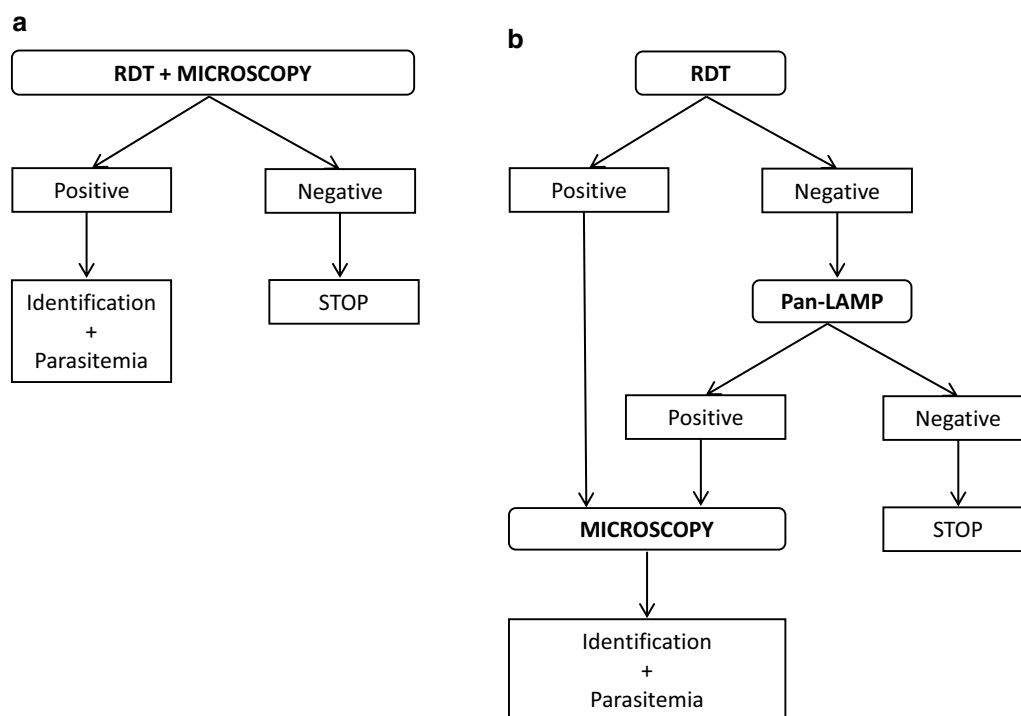 a
RDT + MICROSCOPY
Positive
Negative
Identification
+
Parasitemia
STOP
b
RDT
Positive
Negative
Pan-LAMP
Positive
Negative
MICROSCOPY
STOP
Identification
+
Parasitemia